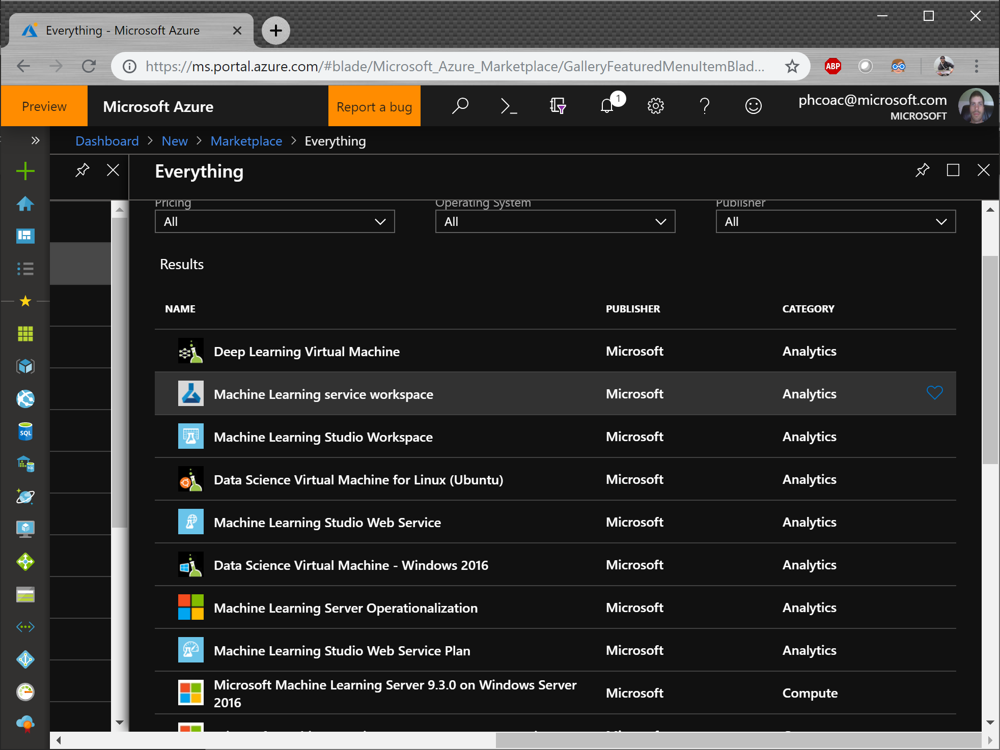 Everything - Microsoft Azure
https://ms.portal.azure.com/#blade/Microsoft_Azure_Marketplace/GalleryFeaturedMenuItemBlad...
ABP
Preview
Microsoft Azure
Report a bug
1
phcoac@microsoft.com
MICROSOFT
Dashboard > New > Marketplace > Everything
Everything
Pricing
Operating System
Publisher
All
All
All
Results
NAME
PUBLISHER
CATEGORY
Deep Learning Virtual Machine
Microsoft
Analytics
Machine Learning service workspace
Microsoft
Analytics
Machine Learning Studio Workspace
Microsoft
Analytics
SQL
Data Science Virtual Machine for Linux (Ubuntu)
Microsoft
Analytics
SQL
Machine Learning Studio Web Service
Microsoft
Analytics
Data Science Virtual Machine - Windows 2016
Microsoft
Analytics
Machine Learning Server Operationalization
Microsoft
Analytics
Machine Learning Studio Web Service Plan
Microsoft
Analytics
Microsoft Machine Learning Server 9.3.0 on Windows Server
2016
Microsoft
Compute